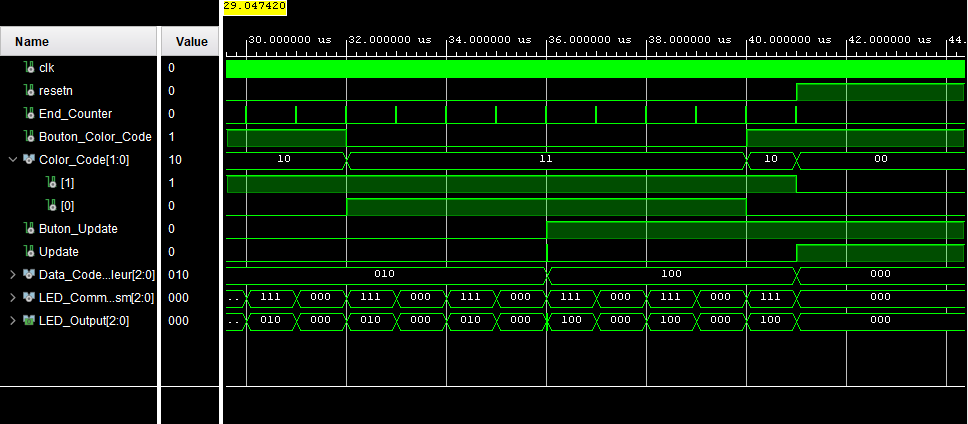 29.047420
Name Value
30.000000 us 32.000000 us 34.000000 us 36.000000 us 38.000000 us 40.000000 us 42.000000 us 44.
clk 0
resetn 0
End_Counter 0
Bouton_Color_Code 1
Color_Code[1:0] 10 10 11 10 00
[1] 1
[0] 0
Buton_Update 0
Update 0
Data_Code...leur[2:0] 010 010 100 000
LED_Comm...sm[2:0] 000 .. 111 000 111 000 111 000 111 000 111 000 111 000
LED_Output[2:0] 000 .. 010 000 010 000 010 000 100 000 100 000 100 000